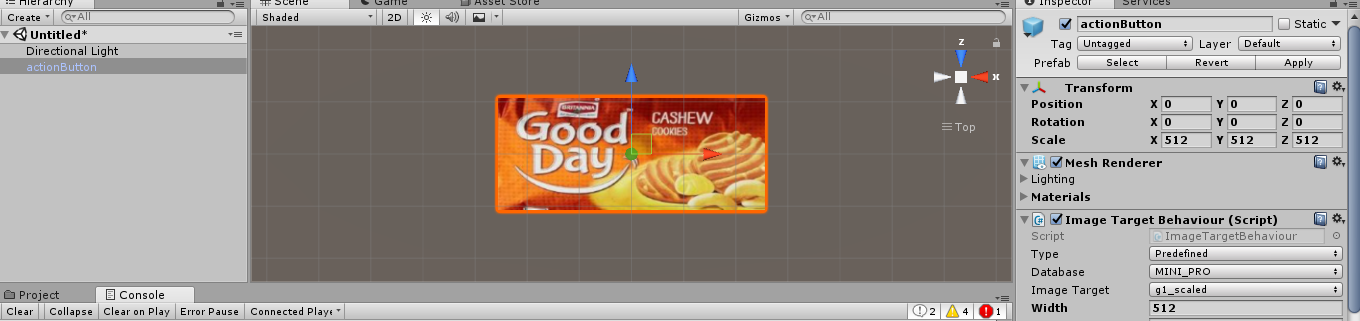 Hierarchy
Create
All
Untitled*
Directional Light
actionButton
Scene
Game
Asset Store
Shaded
2D
Gizmos
All
BRITANNIA
Good
Day
CASHEW
COOKIES
z
x
Top
Project
Console
Clear
Collapse
Clear on Play
Error Pause
Connected Playe
2
4
1
Inspector
Services
actionButton
Static
Tag
Untagged
Layer
Default
Prefab
Select
Revert
Apply
Transform
Position X 0 Y 0 Z 0
Rotation X 0 Y 0 Z 0
Scale X 512 Y 512 Z 512
Mesh Renderer
Lighting
Materials
Image Target Behaviour (Script)
Script
ImageTargetBehaviour
Type
Predefined
Database
MINI_PRO
Image Target
g1_scaled
Width
512